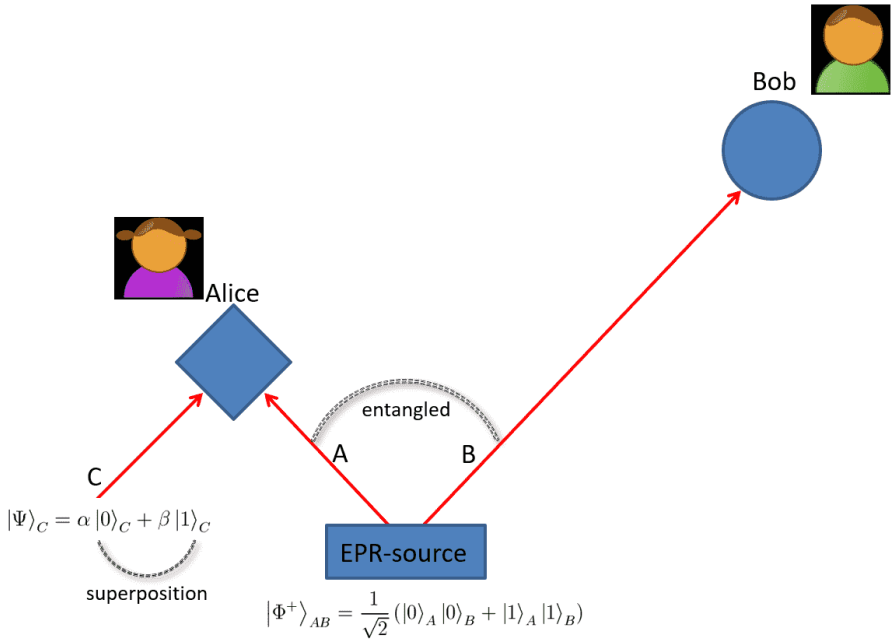 Bob
Alice
entangled
A
B
C
|Ψ⟩_C = α|0⟩_C + β|1⟩_C
superposition
EPR-source
|Φ⁺⟩_AB = 1/√2 (|0⟩_A |0⟩_B + |1⟩_A |1⟩_B)